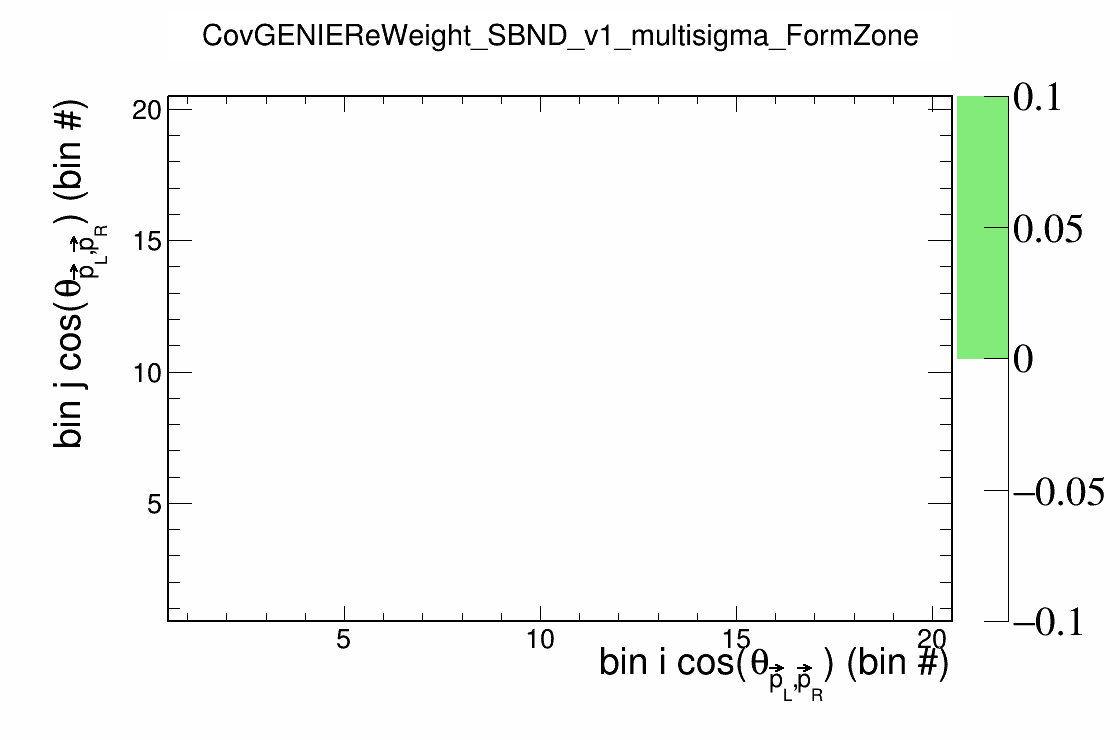 CovGENIEReWeight_SBND_v1_multisigma_FormZone
bin j cos(θ p⃗L,p⃗R) (bin #)
20
15
10
5
0.1
0.05
0
−0.05
−0.1
5 10 15 20
bin i cos(θ p⃗L,p⃗R) (bin #)